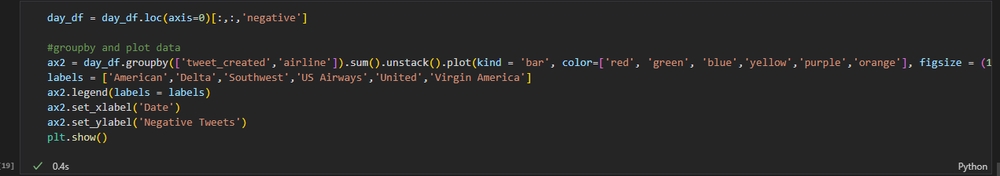 day_df = day_df.loc(axis=0)[:,:,'negative']
#groupby and plot data
ax2 = day_df.groupby(['tweet_created','airline']).sum().unstack().plot(kind = 'bar', color=['red', 'green', 'blue','yellow','purple','orange'], figsize = (1
labels = ['American','Delta','Southwest','US Airways','United','Virgin America']
ax2.legend(labels = labels)
ax2.set_xlabel('Date')
ax2.set_ylabel('Negative Tweets')
plt.show()
[19] ✓ 0.4s Python